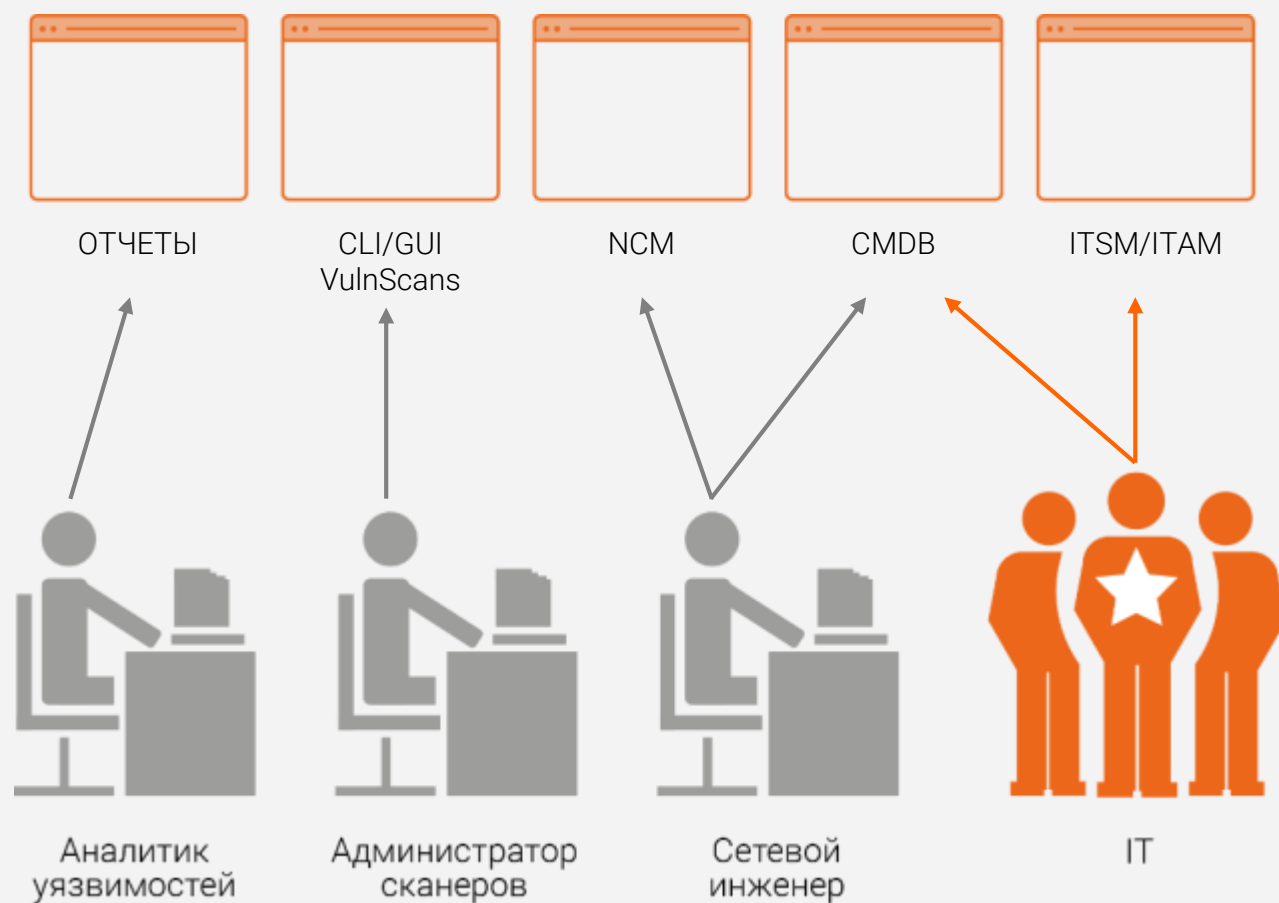 ОТЧЕТЫ
CLI/GUI
VulnScans
NCM
CMDB
ITSM/ITAM
Аналитик
уязвимостей
Администратор
сканеров
Сетевой
инженер
IT